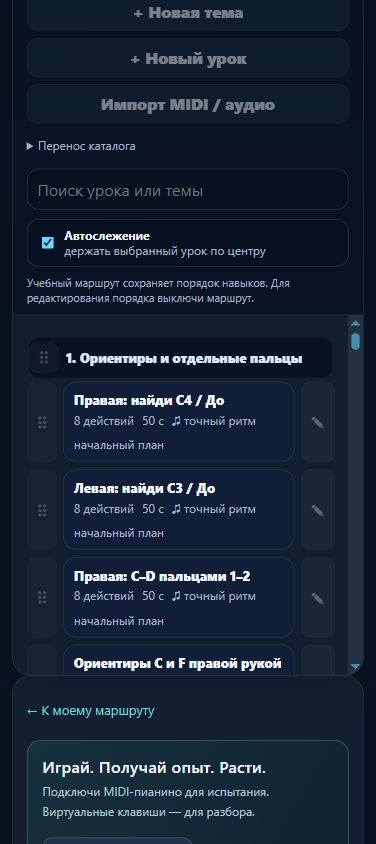 + Новая тема
+ Новый урок
Импорт MIDI / аудио
▶ Перенос каталога
Поиск урока или темы
Автослежение
держать выбранный урок по центру
Учебный маршрут сохраняет порядок навыков. Для
редактирования порядка выключи маршрут.
1. Ориентиры и отдельные пальцы
Правая: найди C4 / До
8 действий 50 с ♫ точный ритм
начальный план
Левая: найди C3 / До
8 действий 50 с ♫ точный ритм
начальный план
Правая: C–D пальцами 1–2
8 действий 50 с ♫ точный ритм
начальный план
Ориентиры C и F правой рукой
← К моему маршруту
Играй. Получай опыт. Расти.
Подключи MIDI-пианино для испытания.
Виртуальные клавиши — для разбора.